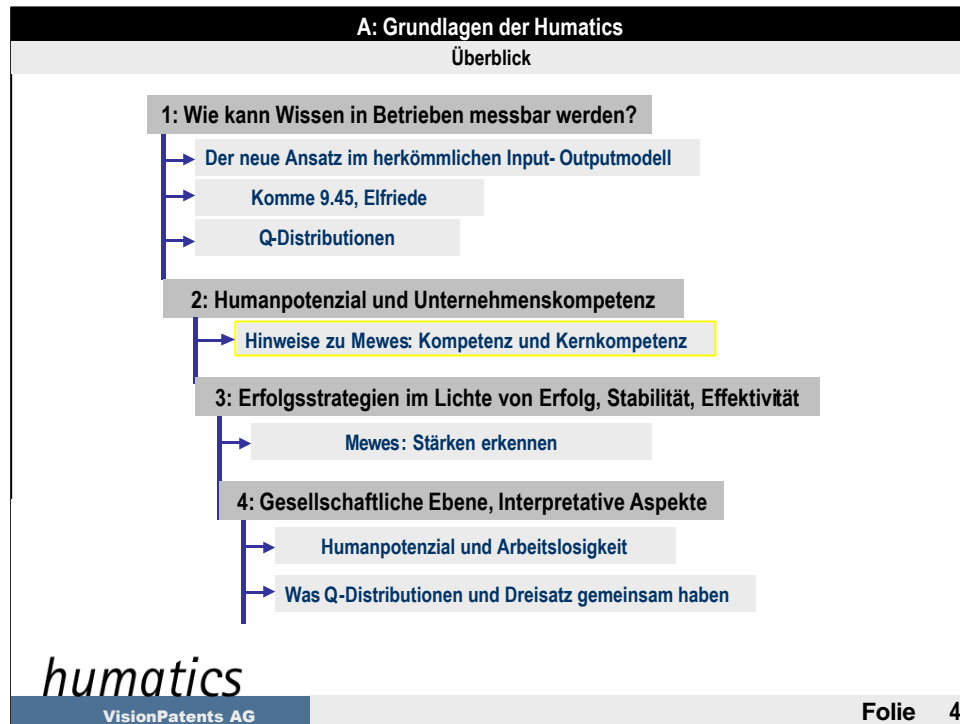 A: Grundlagen der Humatics
Überblick
1: Wie kann Wissen in Betrieben messbar werden?
Der neue Ansatz im herkömmlichen Input- Outputmodell
Komme 9.45, Elfriede
Q-Distributionen
2: Humanpotenzial und Unternehmenskompetenz
Hinweise zu Mewes: Kompetenz und Kernkompetenz
3: Erfolgsstrategien im Lichte von Erfolg, Stabilität, Effektivität
Mewes: Stärken erkennen
4: Gesellschaftliche Ebene, Interpretative Aspekte
Humanpotenzial und Arbeitslosigkeit
Was Q-Distributionen und Dreisatz gemeinsam haben
humatics
VisionPatents AG
Folie 4